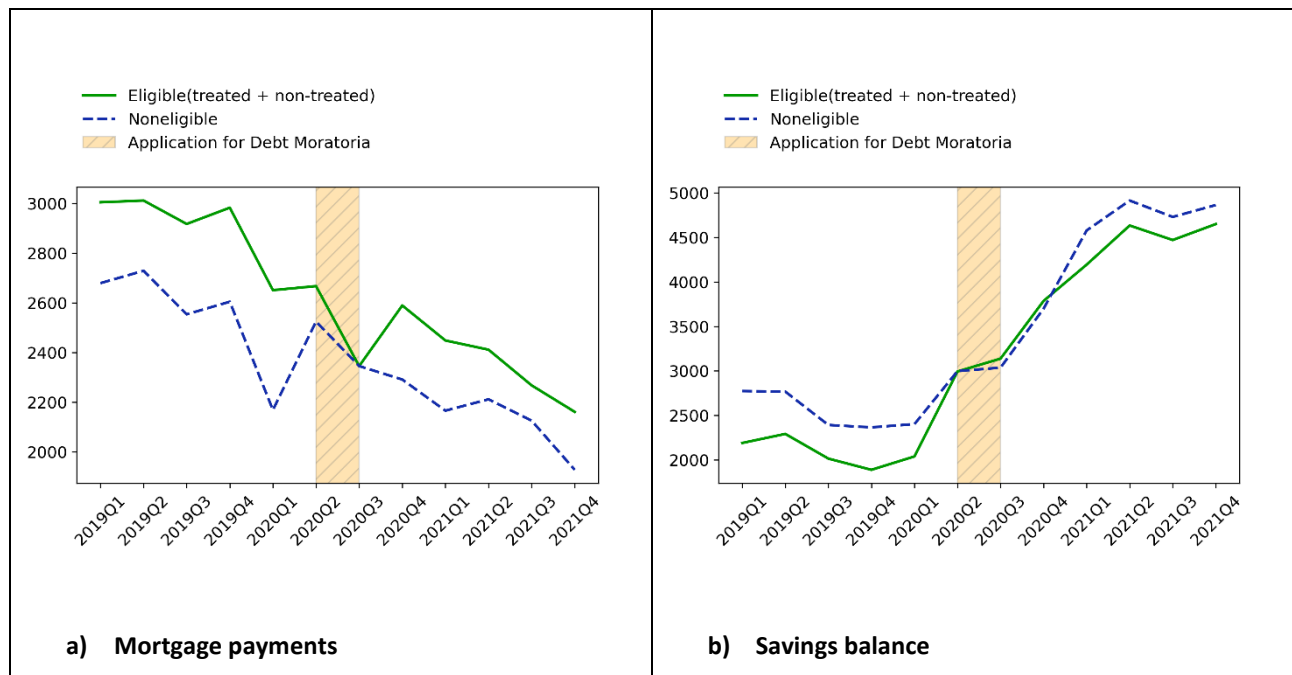 Eligible(treated + non-treated)
Noneligible
Application for Debt Moratoria
3000
2800
2600
2400
2200
2000
2019Q1
2019Q2
2019Q3
2019Q4
2020Q1
2020Q2
2020Q3
2020Q4
2021Q1
2021Q2
2021Q3
2021Q4
a) Mortgage payments
Eligible(treated + non-treated)
Noneligible
Application for Debt Moratoria
5000
4500
4000
3500
3000
2500
2000
2019Q1
2019Q2
2019Q3
2019Q4
2020Q1
2020Q2
2020Q3
2020Q4
2021Q1
2021Q2
2021Q3
2021Q4
b) Savings balance